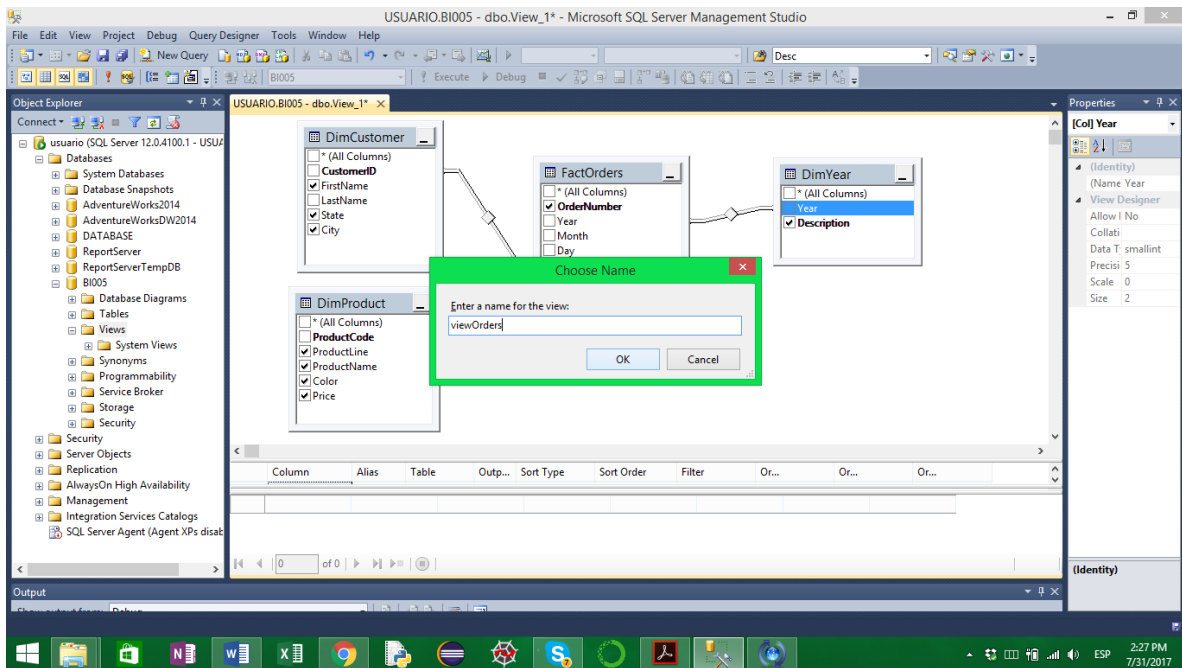 USUARIO.BI005 - dbo.View_1* - Microsoft SQL Server Management Studio
File Edit View Project Debug Query Designer Tools Window Help
New Query Desc
BI005 Execute Debug
Object Explorer
Connect
usuario (SQL Server 12.0.4100.1 - USUA
Databases
System Databases
Database Snapshots
AdventureWorks2014
AdventureWorksDW2014
DATABASE
ReportServer
ReportServerTempDB
BI005
Database Diagrams
Tables
Views
System Views
Synonyms
Programmability
Service Broker
Storage
Security
Security
Server Objects
Replication
AlwaysOn High Availability
Management
Integration Services Catalogs
SQL Server Agent (Agent XPs disab
USUARIO.BI005 - dbo.View_1*
DimCustomer
* (All Columns)
CustomerID
FirstName
LastName
State
City
FactOrders
* (All Columns)
OrderNumber
Year
Month
Day
DimYear
* (All Columns)
Year
Description
DimProduct
* (All Columns)
ProductCode
ProductLine
ProductName
Color
Price
Choose Name
Enter a name for the view:
viewOrders
OK Cancel
Column Alias Table Outp... Sort Type Sort Order Filter Or... Or... Or...
0 of 0
Properties
[Col] Year
(Identity)
(Name Year
View Designer
Allow I No
Collati
Data T smallint
Precisi 5
Scale 0
Size 2
(Identity)
Output
Show output from: Debug
ESP
2:27 PM
7/31/2017